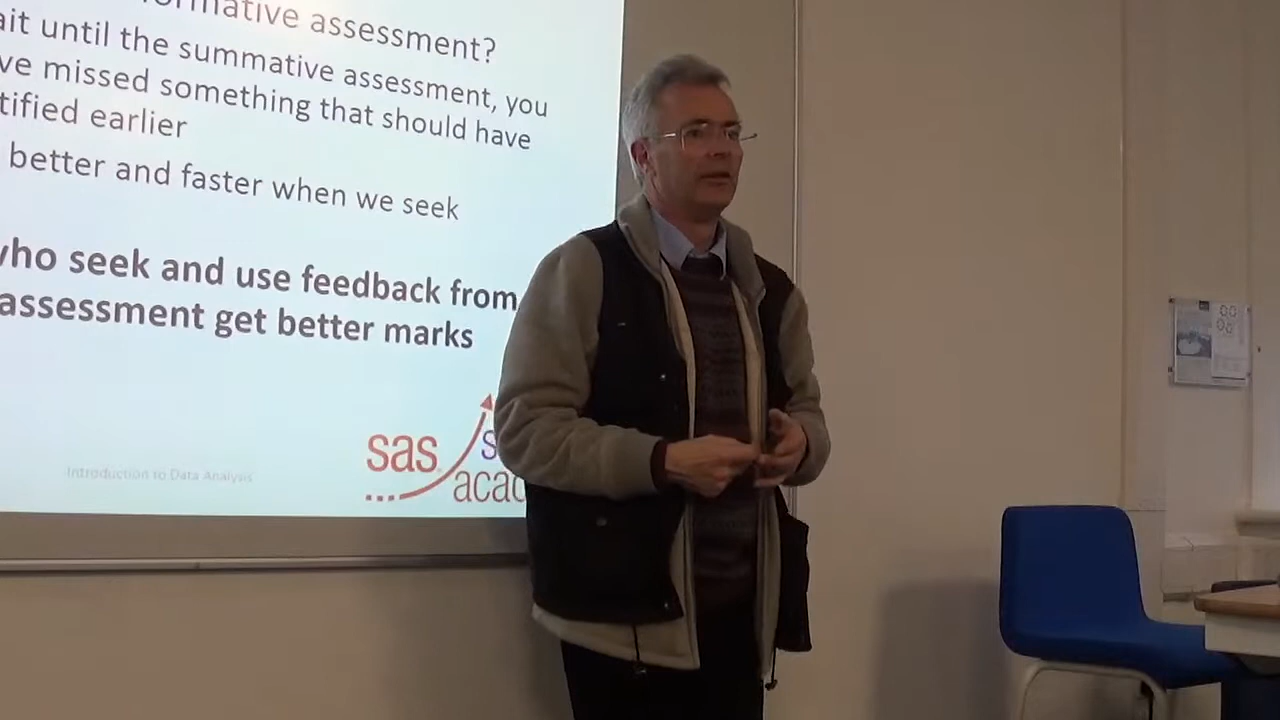 rmative assessment?
ait until the summative assessment, you
ve missed something that should have
tified earlier
better and faster when we seek
who seek and use feedback from
assessment get better marks
Introduction to Data Analysis
sas
s
acad